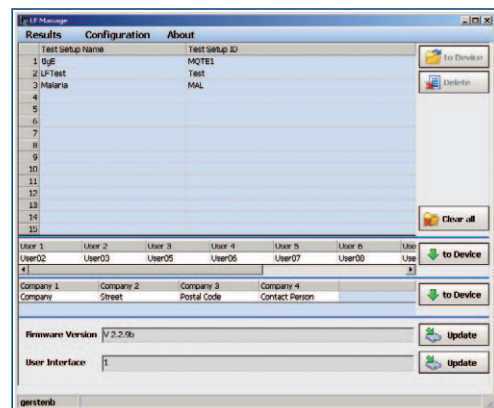 LF Manage
Results Configuration About
Test Setup Name Test Setup ID
to Device
1 tIgE MQTE1
2 LFTest Test
Delete
3 Malaria MAL
4
5
6
7
8
9
10
11
12
13
14
Clear all
15
User 1 User 2 User 3 User 4 User 5 User 6 Use
User02 User03 User05 User06 User07 User08 Use
to Device
Company 1 Company 2 Company 3 Company 4
Company Street Postal Code Contact Person
to Device
Firmware Version V 2.2.9b Update
User Interface 1 Update
gerstenb